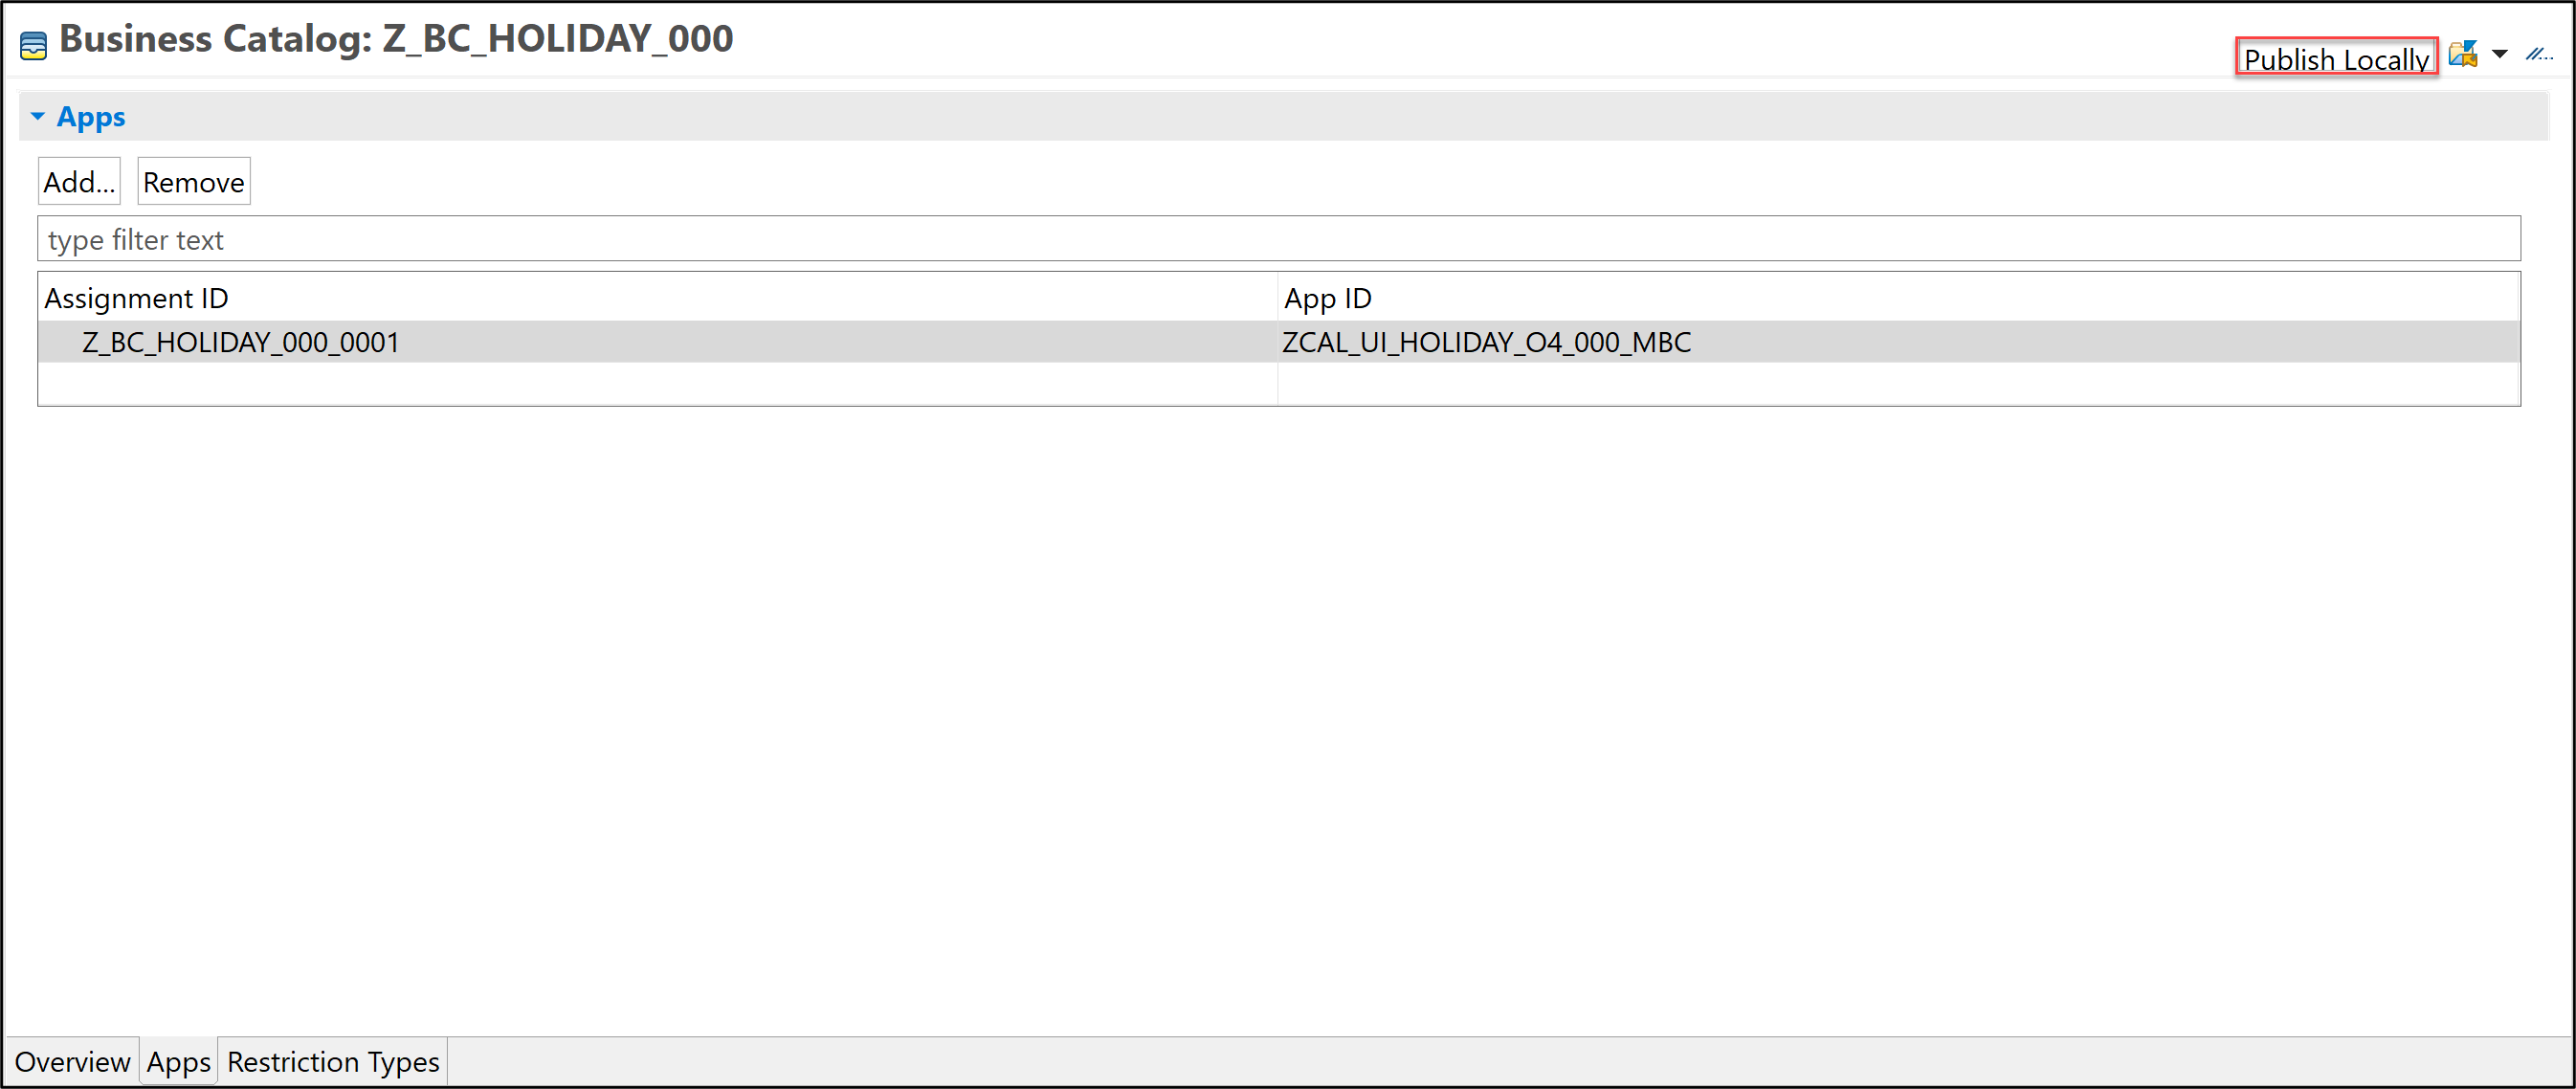 Business Catalog: Z_BC_HOLIDAY_000
Publish Locally
Apps
Add...
Remove
type filter text
Assignment ID
App ID
Z_BC_HOLIDAY_000_0001
ZCAL_UI_HOLIDAY_O4_000_MBC
Overview
Apps
Restriction Types